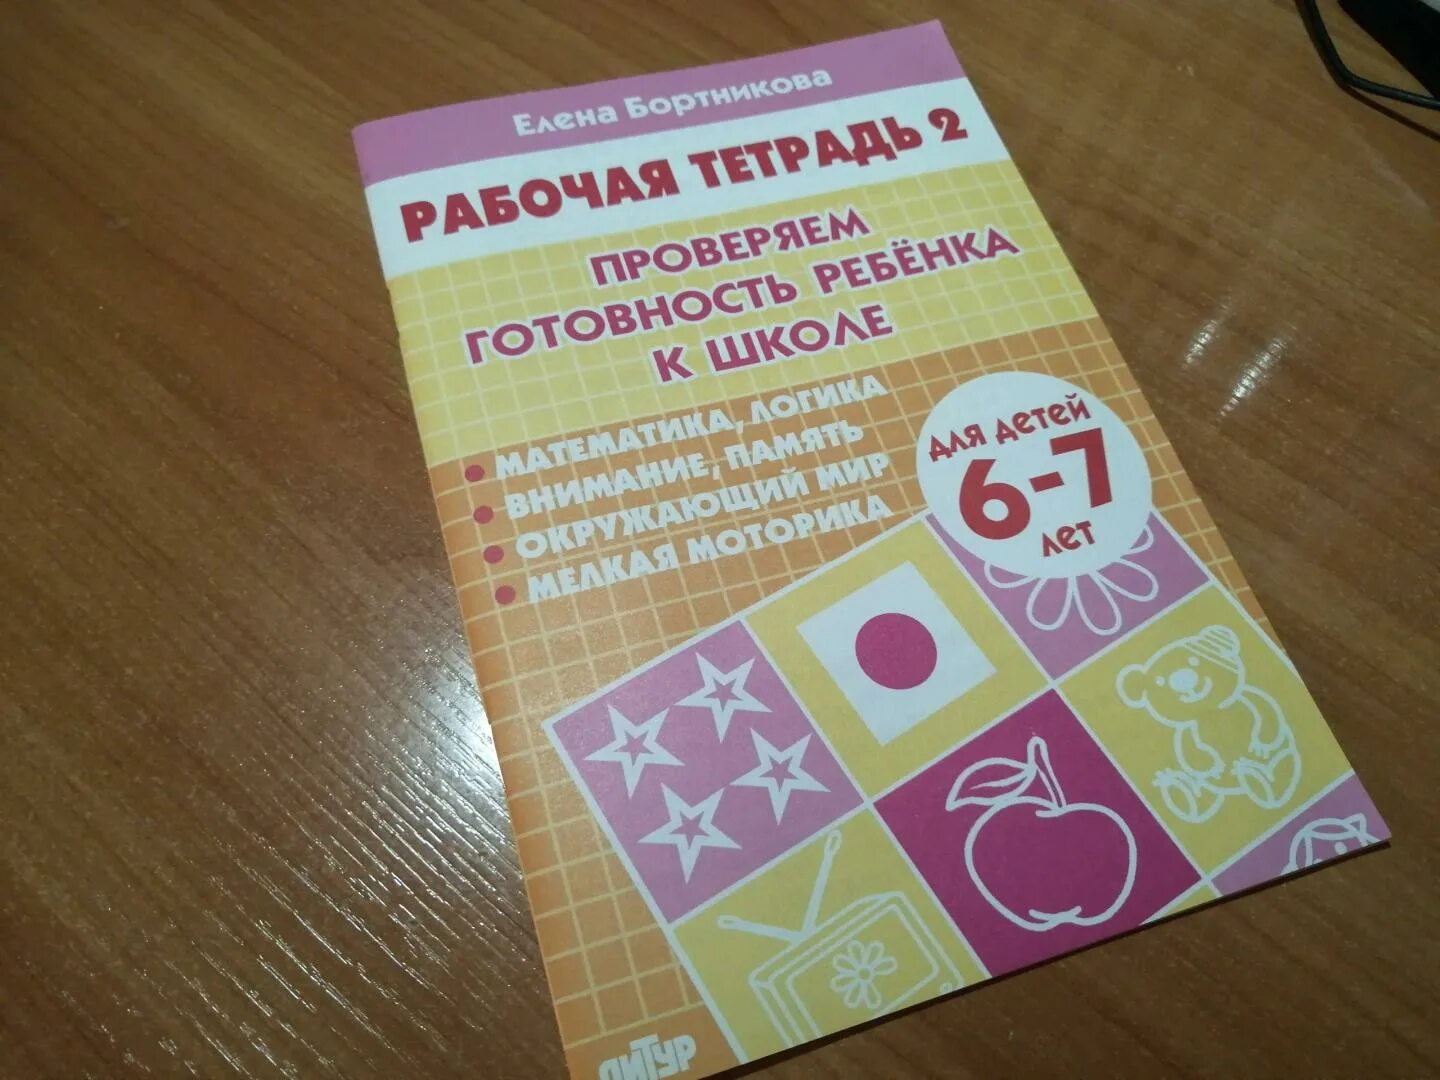 Елена Бортникова
РАБОЧАЯ ТЕТРАДЬ 2
ПРОВЕРЯЕМ
ГОТОВНОСТЬ РЕБЁНКА
К ШКОЛЕ
• МАТЕМАТИКА, ЛОГИКА
• ВНИМАНИЕ, ПАМЯТЬ
• ОКРУЖАЮЩИЙ МИР
• МЕЛКАЯ МОТОРИКА
для детей
6-7
лет
ЛИТУР